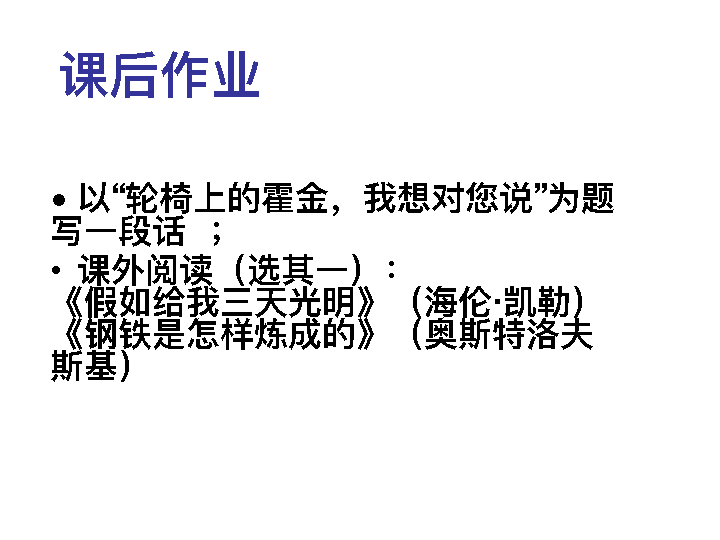 课后作业
• 以“轮椅上的霍金，我想对您说”为题
写一段话 ；
• 课外阅读（选其一）：
《假如给我三天光明》（海伦·凯勒）
《钢铁是怎样炼成的》（奥斯特洛夫
斯基）